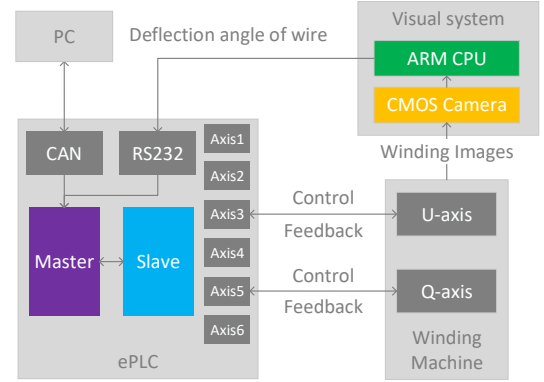 PC
Deflection angle of wire
Visual system
ARM CPU
CMOS Camera
Winding Images
CAN
RS232
Axis1
Axis2
Axis3
Axis4
Axis5
Axis6
Master
Slave
ePLC
Control
Feedback
Control
Feedback
U-axis
Q-axis
Winding
Machine